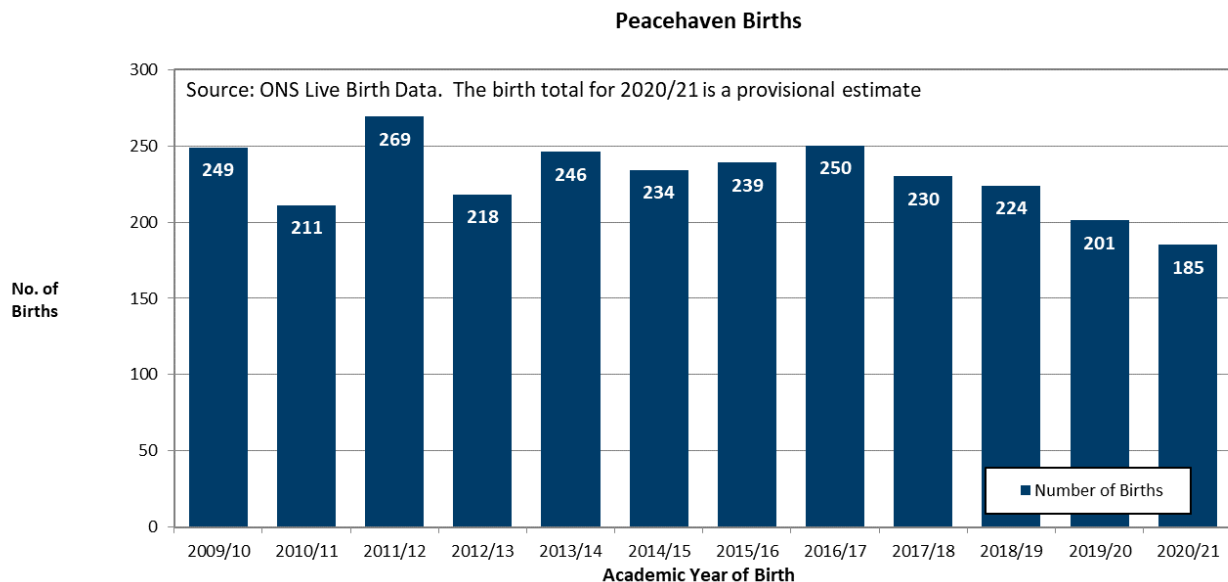 Peacehaven Births
300
Source: ONS Live Birth Data.  The birth total for 2020/21 is a provisional estimate
250
200
150
100
50
0
No. of
Births
249
211
269
218
246
234
239
250
230
224
201
185
Number of Births
2009/10 2010/11 2011/12 2012/13 2013/14 2014/15 2015/16 2016/17 2017/18 2018/19 2019/20 2020/21
Academic Year of Birth